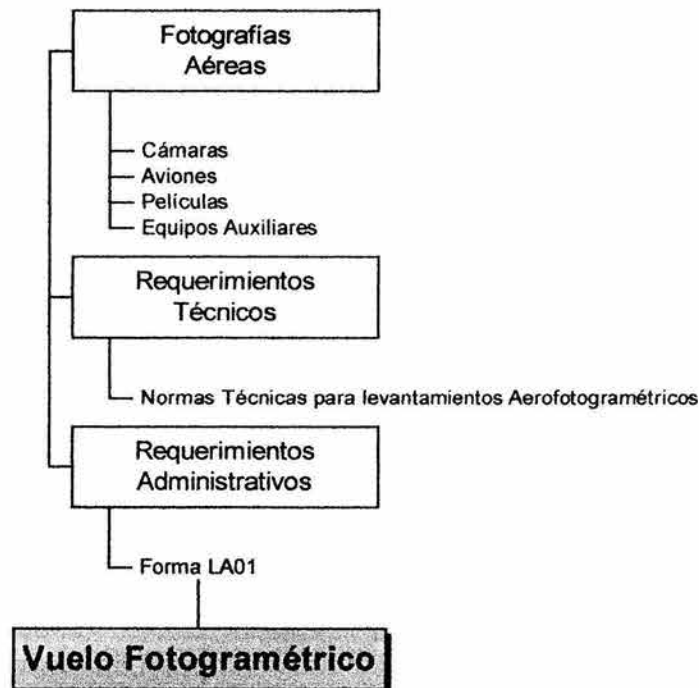 Fotografías
Aéreas
Cámaras
Aviones
Películas
Equipos Auxiliares
Requerimientos
Técnicos
Normas Técnicas para levantamientos Aerofotogramétricos
Requerimientos
Administrativos
Forma LA01
Vuelo Fotogramétrico